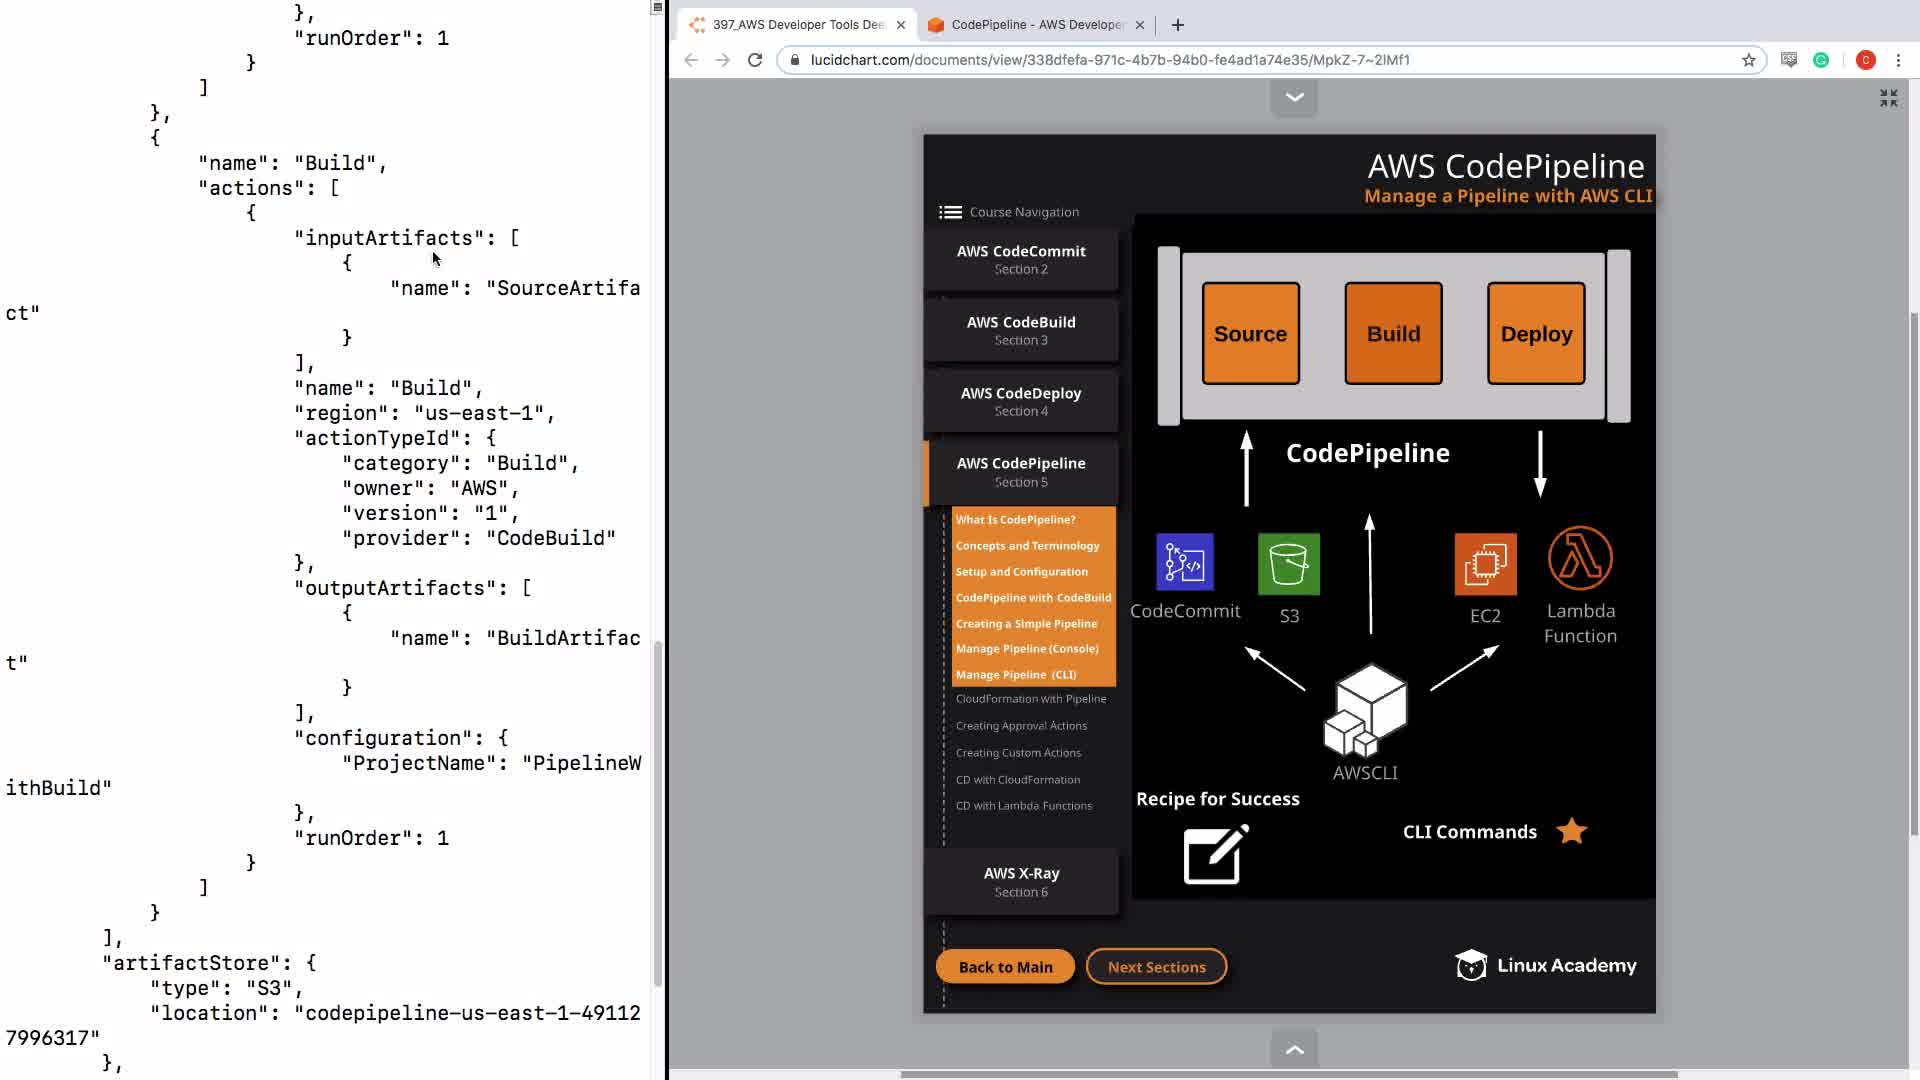 },
"runOrder": 1
}
]
},
{
"name": "Build",
"actions": [
{
"inputArtifacts": [
{
"name": "SourceArtifa
ct"
}
],
"name": "Build",
"region": "us-east-1",
"actionTypeId": {
"category": "Build",
"owner": "AWS",
"version": "1",
"provider": "CodeBuild"
},
"outputArtifacts": [
{
"name": "BuildArtifac
t"
}
],
"configuration": {
"ProjectName": "PipelineW
ithBuild"
},
"runOrder": 1
}
]
}
],
"artifactStore": {
"type": "S3",
"location": "codepipeline-us-east-1-49112
7996317"
},
397_AWS Developer Tools Dee
CodePipeline - AWS Developer
lucidchart.com/documents/view/338dfefa-971c-4b7b-94b0-fe4ad1a74e35/MpkZ-7~2lMf1
C
AWS CodePipeline
Manage a Pipeline with AWS CLI
Course Navigation
AWS CodeCommit
Section 2
AWS CodeBuild
Section 3
AWS CodeDeploy
Section 4
AWS CodePipeline
Section 5
What Is CodePipeline?
Concepts and Terminology
Setup and Configuration
CodePipeline with CodeBuild
Creating a Simple Pipeline
Manage Pipeline (Console)
Manage Pipeline (CLI)
CloudFormation with Pipeline
Creating Approval Actions
Creating Custom Actions
CD with CloudFormation
CD with Lambda Functions
AWS X-Ray
Section 6
Back to Main
Next Sections
Source
Build
Deploy
CodePipeline
CodeCommit
S3
EC2
Lambda
Function
AWSCLI
Recipe for Success
CLI Commands
Linux Academy